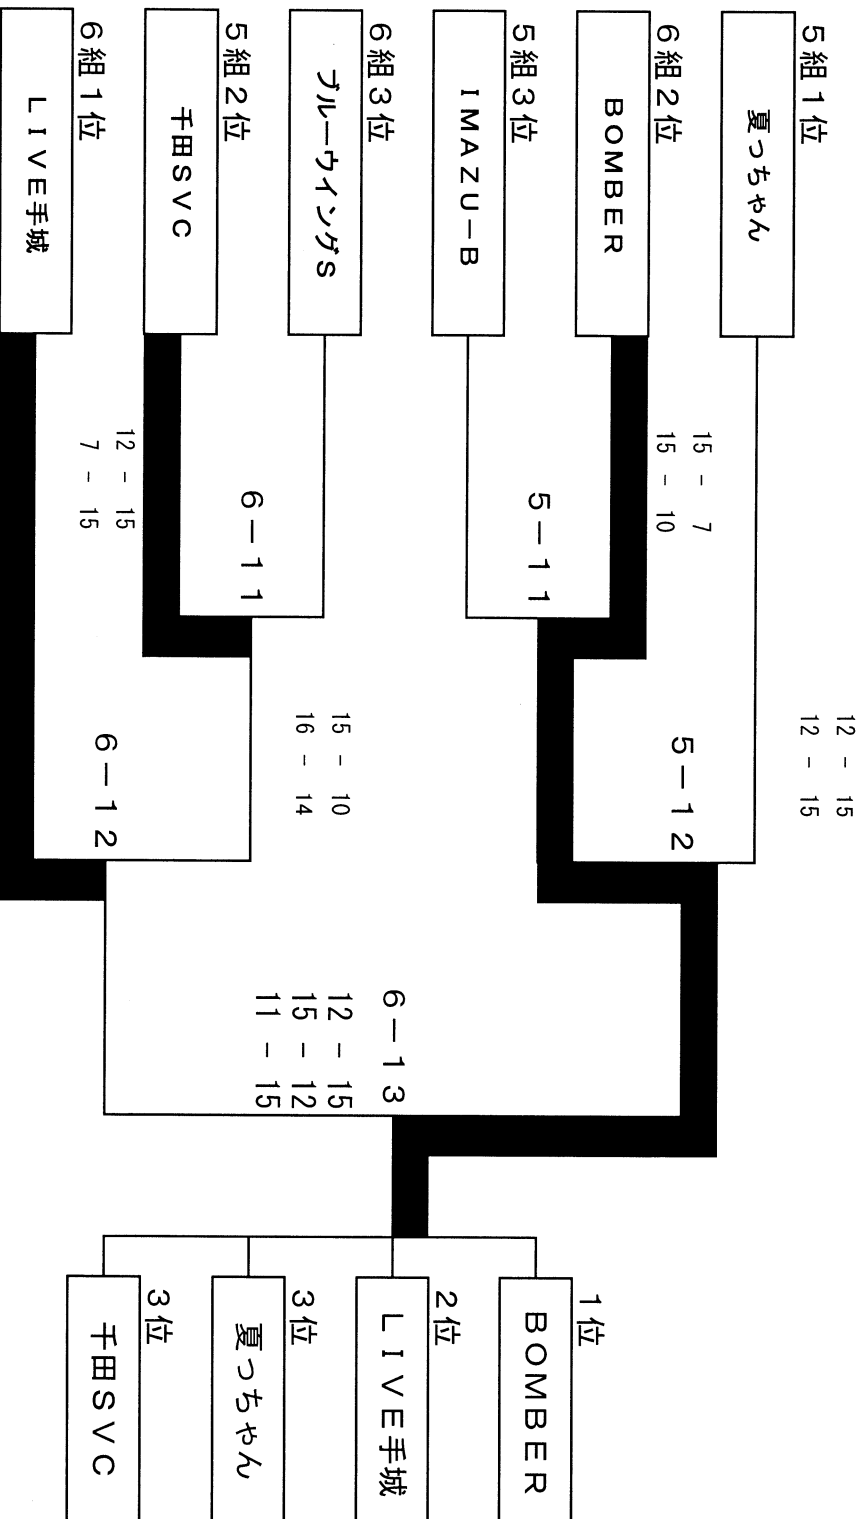 5組1位
夏っちゃん
6組2位
BOMBER
5組3位
IMAZU-B
6組3位
ブルーウイングS
5組2位
千田SVC
6組1位
LIVE手城
12 - 15
12 - 15
15 - 7
15 - 10
5-11
5-12
15 - 10
16 - 14
6-11
12 - 15
7 - 15
6-12
6-13
12 - 15
15 - 12
11 - 15
1位
BOMBER
2位
LIVE手城
3位
夏っちゃん
3位
千田SVC